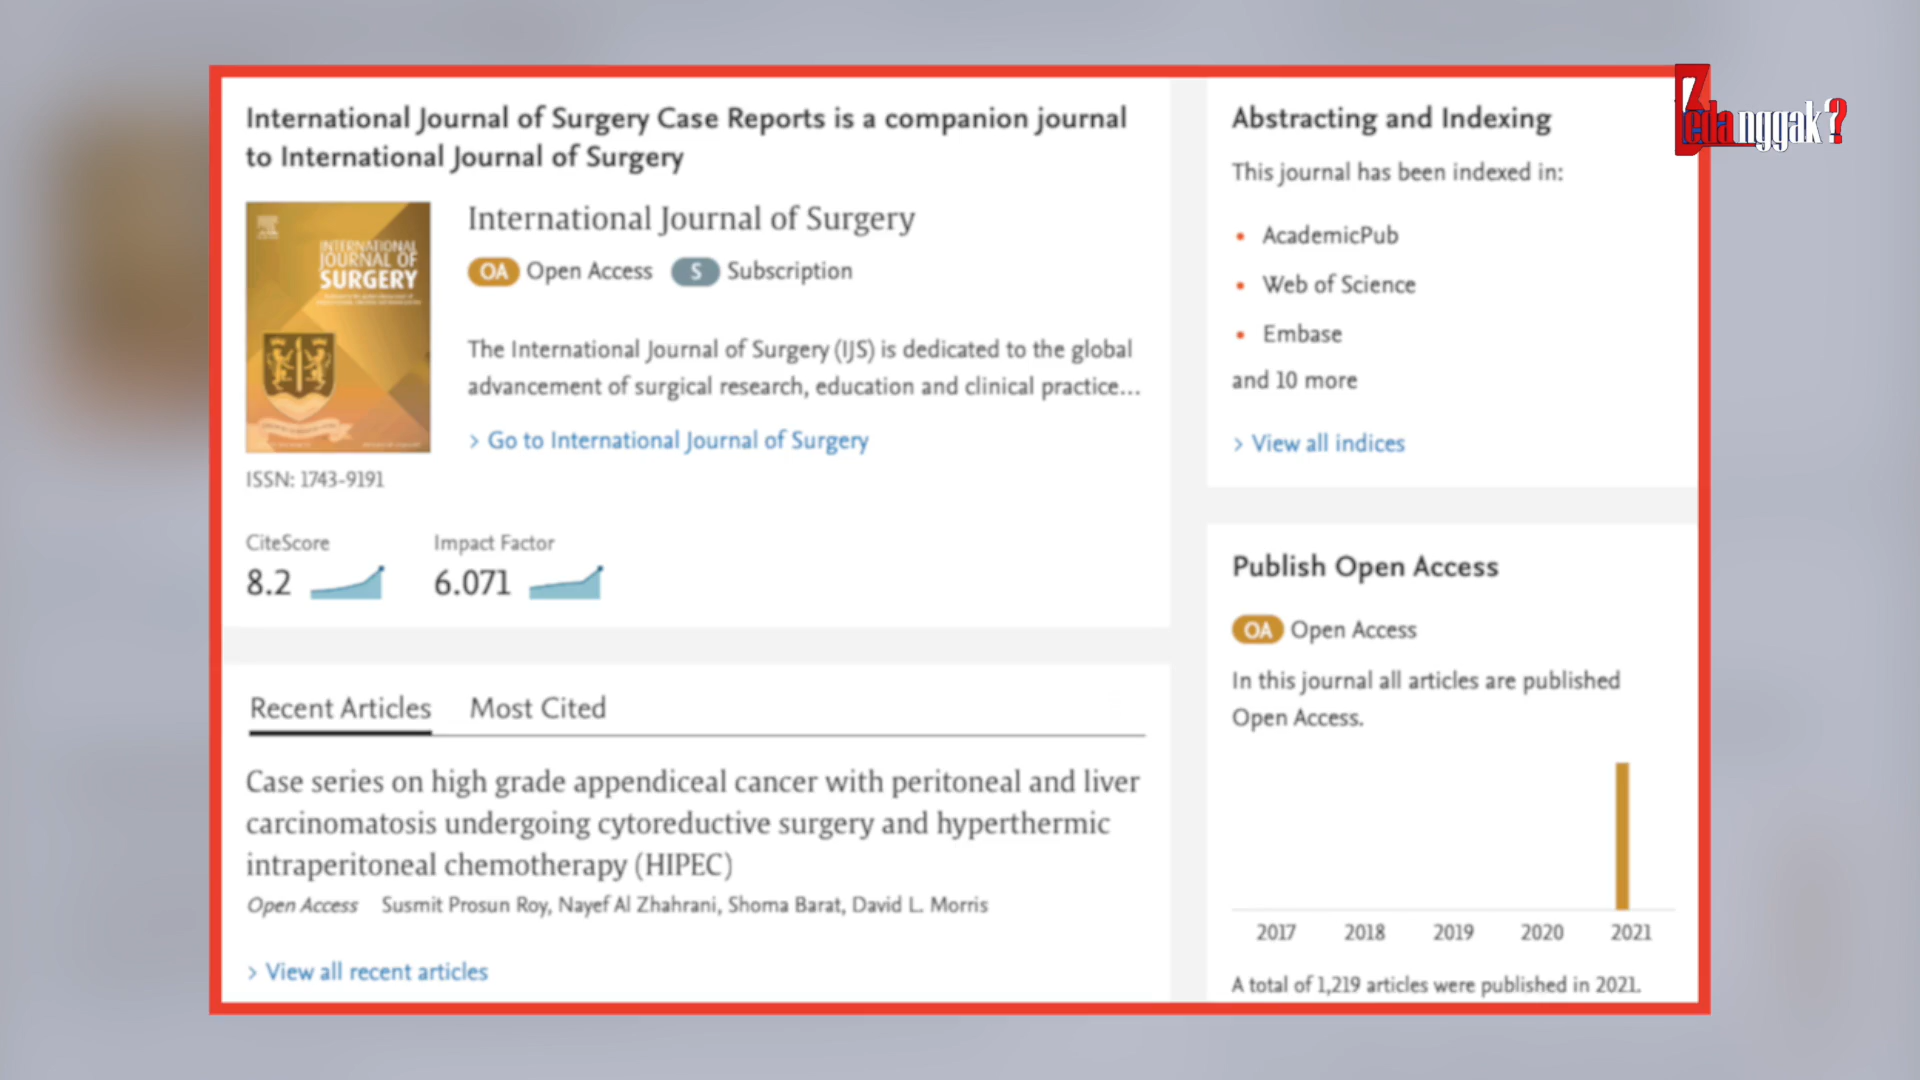 International Journal of Surgery Case Reports is a companion journal
to International Journal of Surgery
INTERNATIONAL
JOURNAL OF
SURGERY
International Journal of Surgery
OA Open Access S Subscription
The International Journal of Surgery (IJS) is dedicated to the global
advancement of surgical research, education and clinical practice...
> Go to International Journal of Surgery
ISSN: 1743-9191
CiteScore
8.2
Impact Factor
6.071
Recent Articles Most Cited
Case series on high grade appendiceal cancer with peritoneal and liver
carcinomatosis undergoing cytoreductive surgery and hyperthermic
intraperitoneal chemotherapy (HIPEC)
Open Access Susmit Prosun Roy, Nayef Al Zhahrani, Shoma Barat, David L. Morris
> View all recent articles
Abstracting and Indexing
This journal has been indexed in:
• AcademicPub
• Web of Science
• Embase
and 10 more
> View all indices
Publish Open Access
OA Open Access
In this journal all articles are published
Open Access.
2017 2018 2019 2020 2021
A total of 1,219 articles were published in 2021.